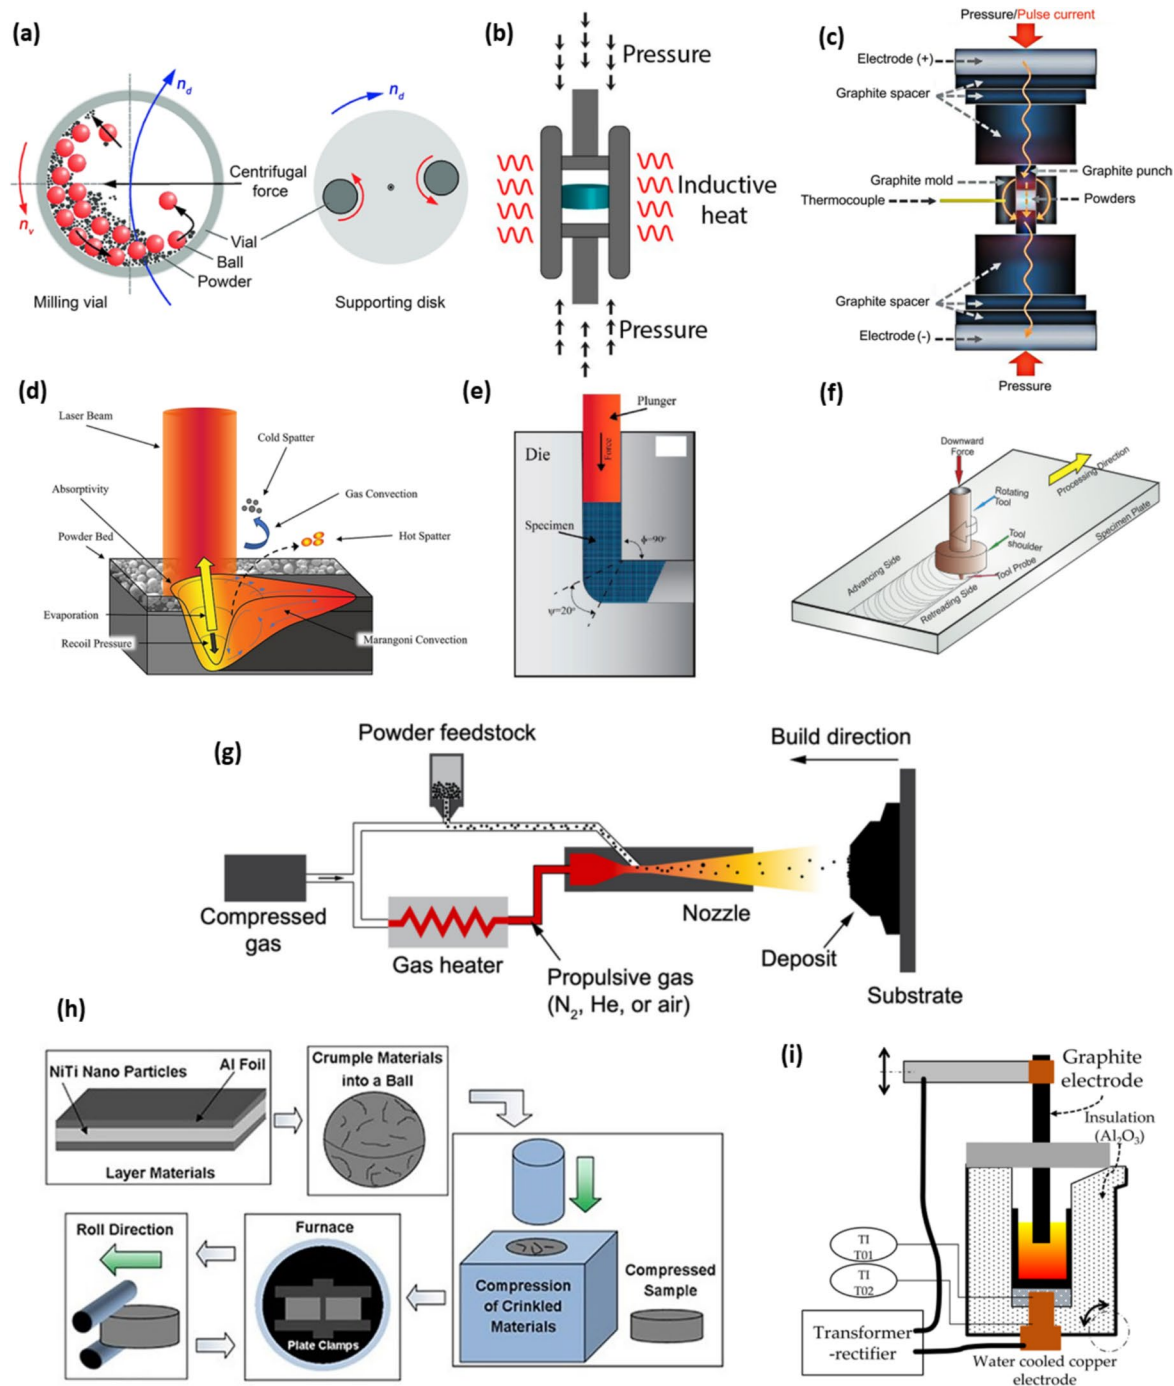 (a)
n_d
n_d
n_v
Centrifugal
force
Vial
Ball
Powder
Milling vial
Supporting disk
(b)
Pressure
Inductive
heat
Pressure
(c)
Pressure/Pulse current
Electrode (+)
Graphite spacer
Graphite punch
Graphite mold
Thermocouple
Powders
Graphite spacer
Electrode (-)
Pressure
(d)
Laser Beam
Cold Spatter
Absorptivity
Gas Convection
Powder Bed
Hot Spatter
Evaporation
Recoil Pressure
Marangoni Convection
(e)
Plunger
Die
Force
Specimen
ϕ=90°
ψ=20°
(f)
Downward
Force
Processing Direction
Rotating
Tool
Specimen Plate
Tool
shoulder
Advancing Side
Tool Probe
Retreading Side
(g)
Powder feedstock
Build direction
Compressed
gas
Gas heater
Nozzle
Propulsive gas
(N₂, He, or air)
Deposit
Substrate
(h)
NiTi Nano Particles
Al Foil
Layer Materials
Crumple Materials
into a Ball
Roll Direction
Furnace
Plate Clamps
Compression
of Crinkled
Materials
Compressed
Sample
(i)
Graphite
electrode
Insulation
(Al₂O₃)
TI
T01
TI
T02
Transformer
-rectifier
Water cooled copper
electrode